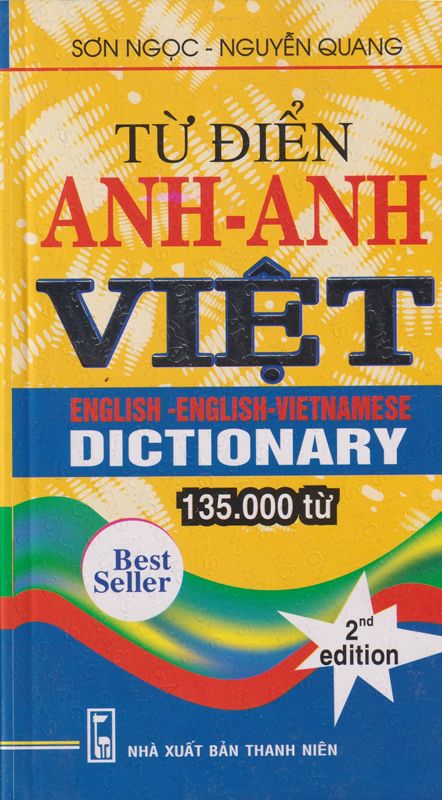 SƠN NGỌC - NGUYỄN QUANG
TỪ ĐIỂN
ANH-ANH
VIỆT
ENGLISH -ENGLISH-VIETNAMESE
DICTIONARY
135.000 từ
Best
Seller
2nd
edition
NHÀ XUẤT BẢN THANH NIÊN